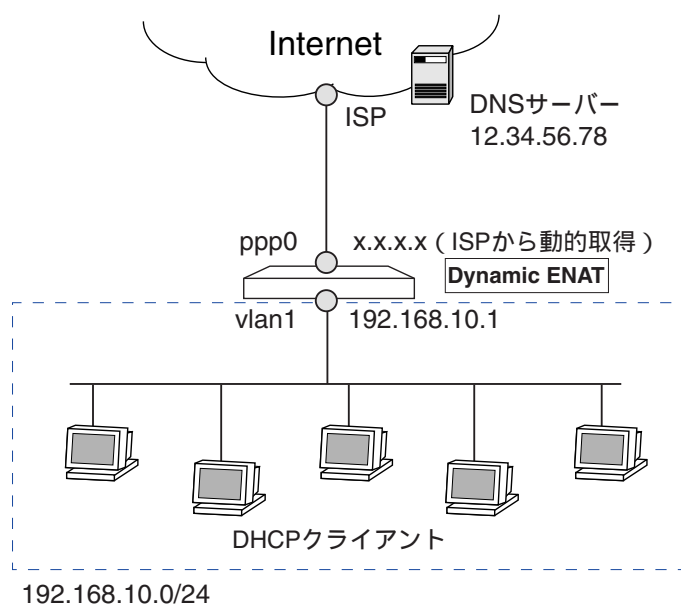 Internet
DNSサーバー
12.34.56.78
ISP
ppp0
x.x.x.x ( ISPから動的取得 )
Dynamic ENAT
vlan1
192.168.10.1
DHCPクライアント
192.168.10.0/24